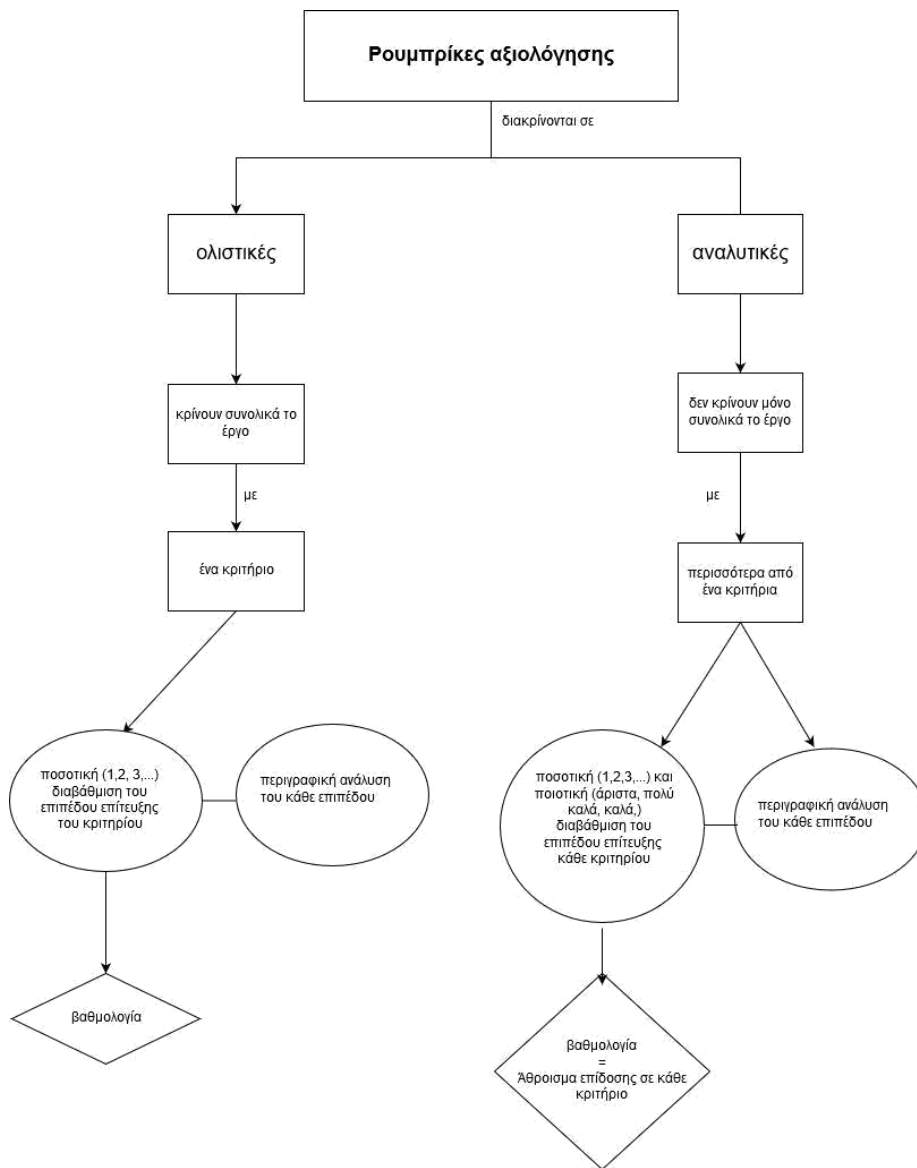 Ρουμπρίκες αξιολόγησης
διακρίνονται σε
ολιστικές
αναλυτικές
κρίνουν συνολικά το
έργο
δεν κρίνουν μόνο
συνολικά το έργο
με
με
ένα κριτήριο
περισσότερα από
ένα κριτήρια
ποσοτική (1,2, 3,...)
διαβάθμιση του
επιπέδου επίτευξης
του κριτηρίου
περιγραφική ανάλυση
του κάθε επιπέδου
ποσοτική (1,2,3,...) και
ποιοτική (άριστα, πολύ
καλά, καλά,)
διαβάθμιση του
επιπέδου επίτευξης
κάθε κριτηρίου
περιγραφική ανάλυση
του κάθε επιπέδου
βαθμολογία
βαθμολογία
=
Άθροισμα επίδοσης σε κάθε
κριτήριο